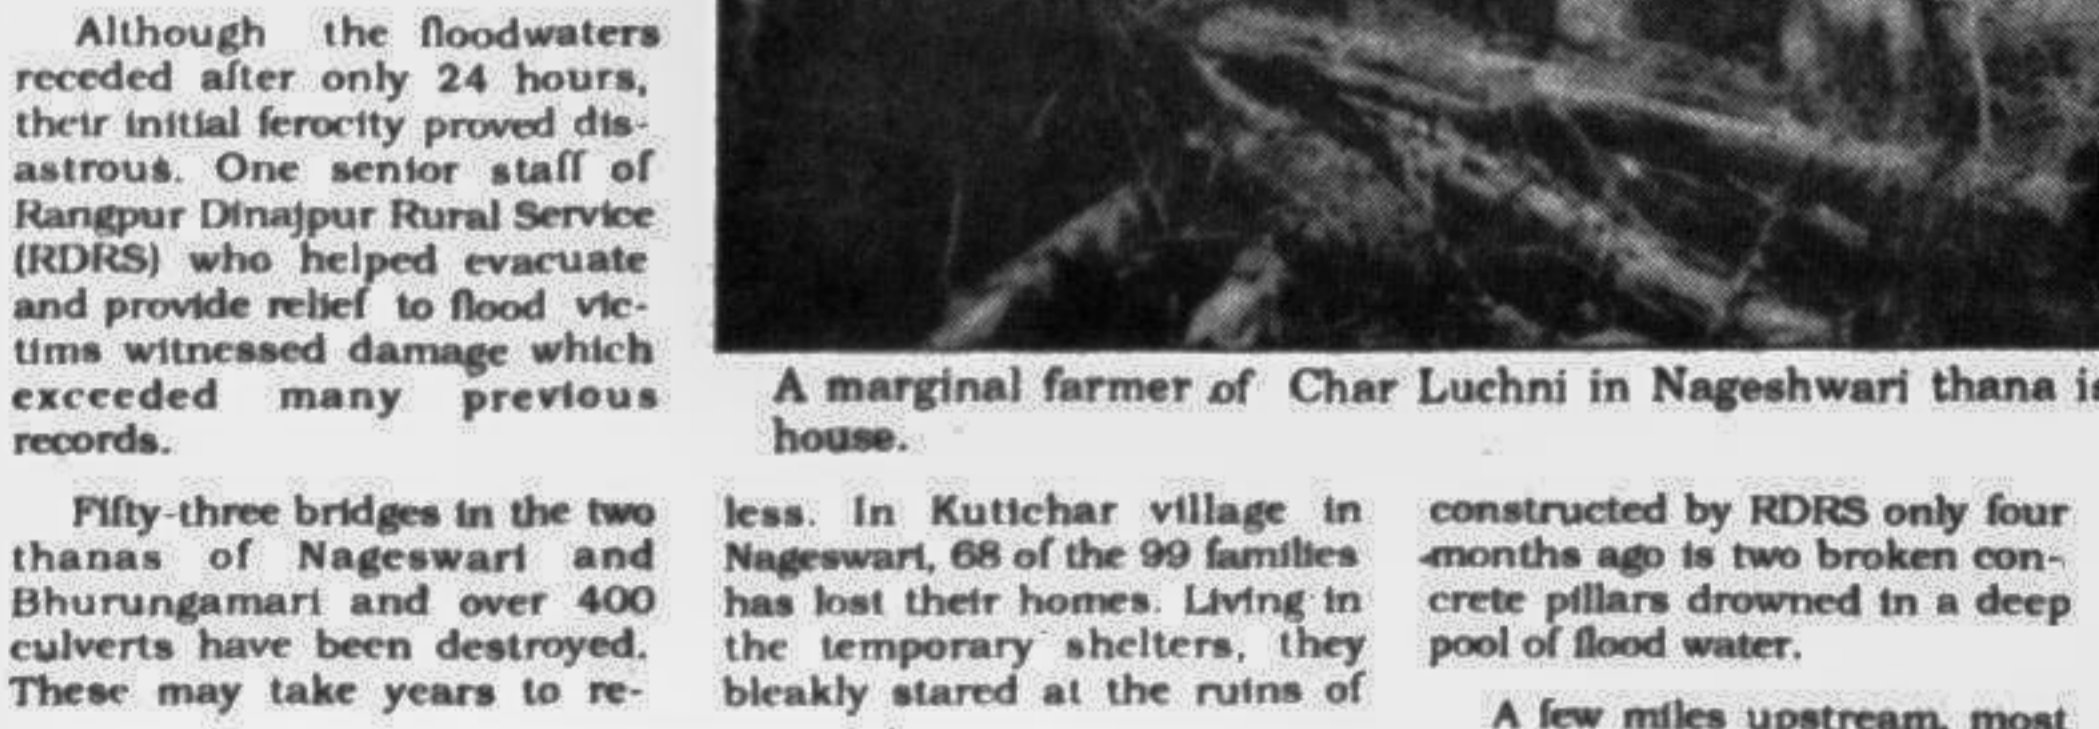 Although the floodwaters
receded after only 24 hours,
their initial ferocity proved dis-
astrous. One senior staff of
Rangpur Dinajpur Rural Service
(RDRS) who helped evacuate
and provide relief to flood vic-
tims witnessed damage which
exceeded many previous
records.
Fifty-three bridges in the two
thanas of Nageswari and
Bhurungamari and over 400
culverts have been destroyed.
These may take years to re-
A marginal farmer of Char Luchni in Nageshwari thana
house.
less. In Kutichar village in
Nageswari, 68 of the 99 families
has lost their homes. Living in
the temporary shelters, they
bleakly stared at the ruins of
constructed by RDRS only four
months ago is two broken con-
crete pillars drowned in a deep
pool of flood water.
A few miles upstream, most